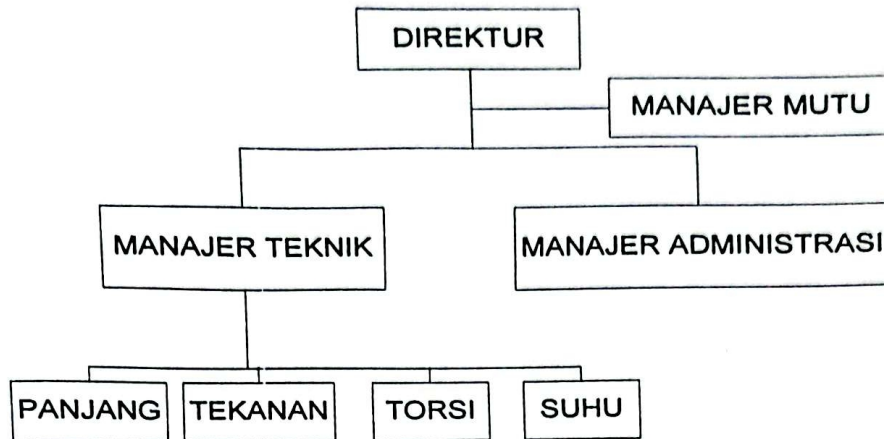 DIREKTUR
MANAJER MUTU
MANAJER TEKNIK
MANAJER ADMINISTRASI
PANJANG
TEKANAN
TORSI
SUHU